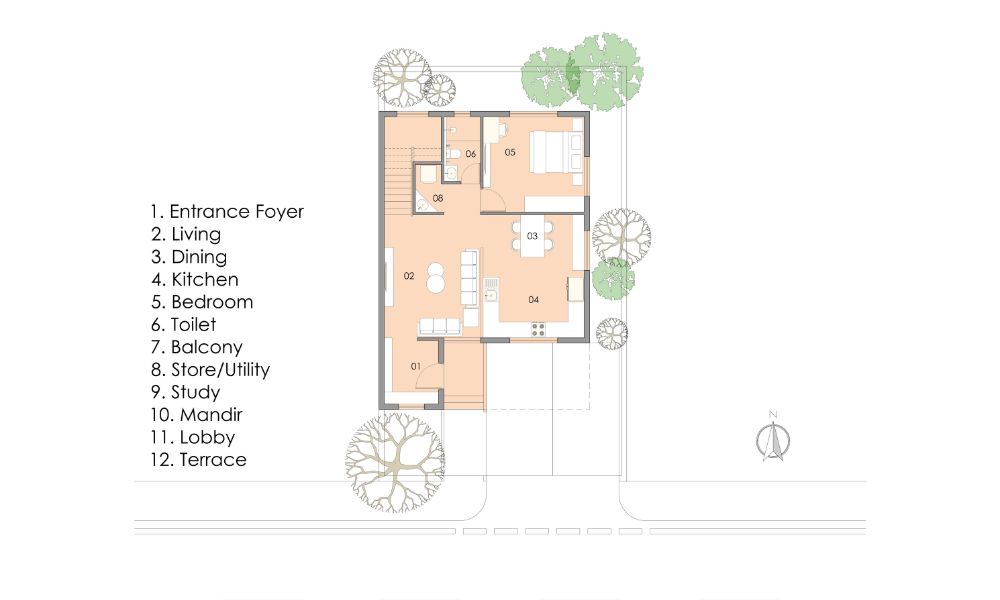 1. Entrance Foyer
2. Living
3. Dining
4. Kitchen
5. Bedroom
6. Toilet
7. Balcony
8. Store/Utility
9. Study
10. Mandir
11. Lobby
12. Terrace
06
05
08
03
02
04
01
N